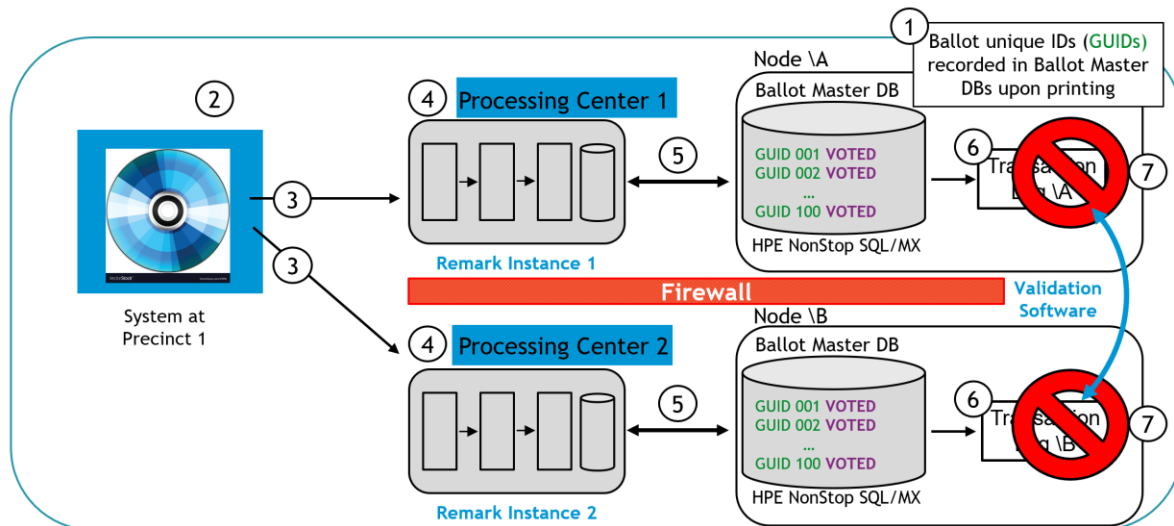 1
Ballot unique IDs (GUIDs)
recorded in Ballot Master
DBs upon printing
2
System at
Precinct 1
3
3
4
Processing Center 1
Remark Instance 1
5
Node \A
Ballot Master DB
GUID 001 VOTED
GUID 002 VOTED
...
GUID 100 VOTED
HPE NonStop SQL/MX
6
7
Firewall
Validation
Software
4
Processing Center 2
Remark Instance 2
5
Node \B
Ballot Master DB
GUID 001 VOTED
GUID 002 VOTED
...
GUID 100 VOTED
HPE NonStop SQL/MX
6
7